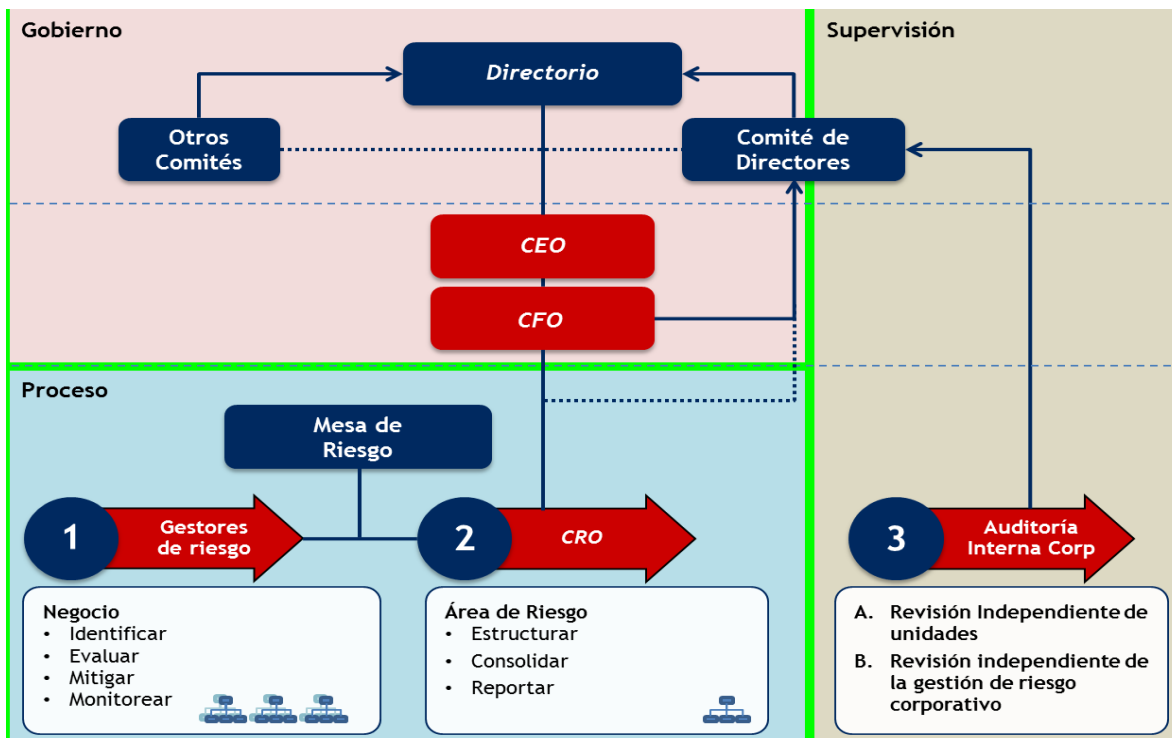 Gobierno
Supervisión
Directorio
Otros
Comités
Comité de
Directores
CEO
CFO
Proceso
Mesa de
Riesgo
1
Gestores
de riesgo
2
CRO
3
Auditoría
Interna Corp
Negocio
• Identificar
• Evaluar
• Mitigar
• Monitorear
Área de Riesgo
• Estructurar
• Consolidar
• Reportar
A. Revisión Independiente de
unidades
B. Revisión independiente de
la gestión de riesgo
corporativo